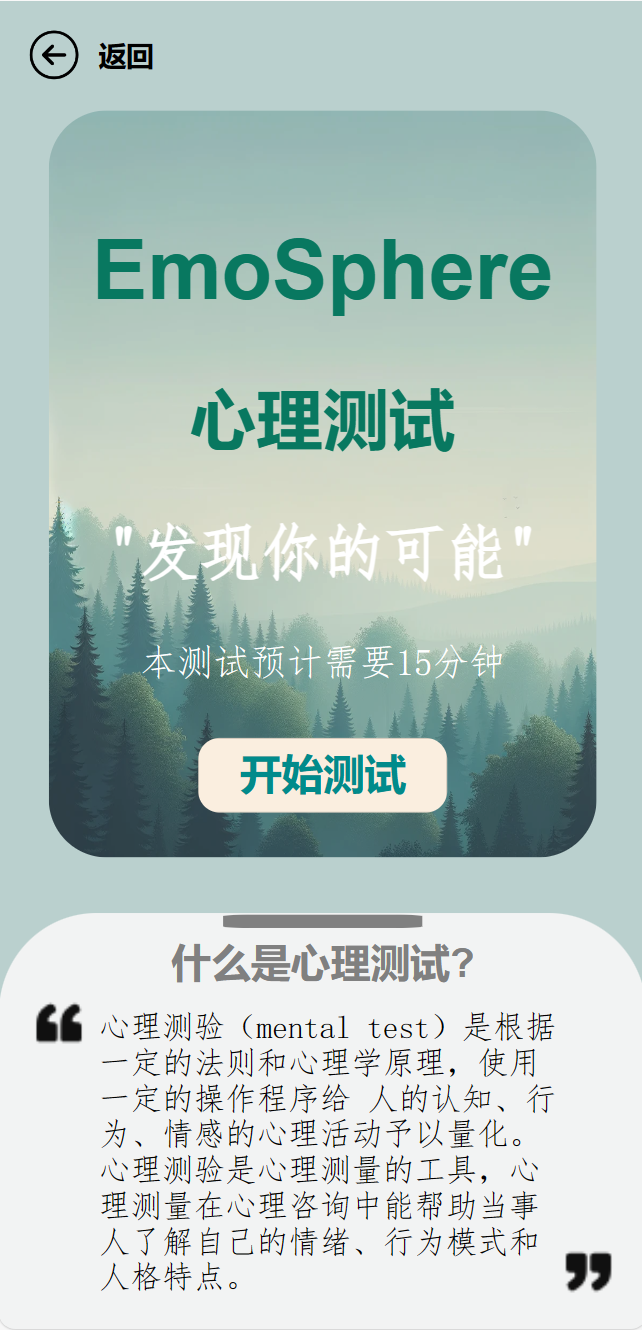 返回
EmoSphere
心理测试
"发现你的可能"
本测试预计需要15分钟
开始测试
什么是心理测试?
心理测验（mental test）是根据
一定的法则和心理学原理，使用
一定的操作程序给 人的认知、行
为、情感的心理活动予以量化。
心理测验是心理测量的工具，心
理测量在心理咨询中能帮助当事
人了解自己的情绪、行为模式和
人格特点。